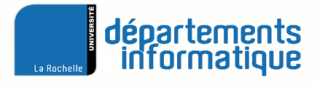 La Rochelle
UNIVERSITÉ
départements
informatique